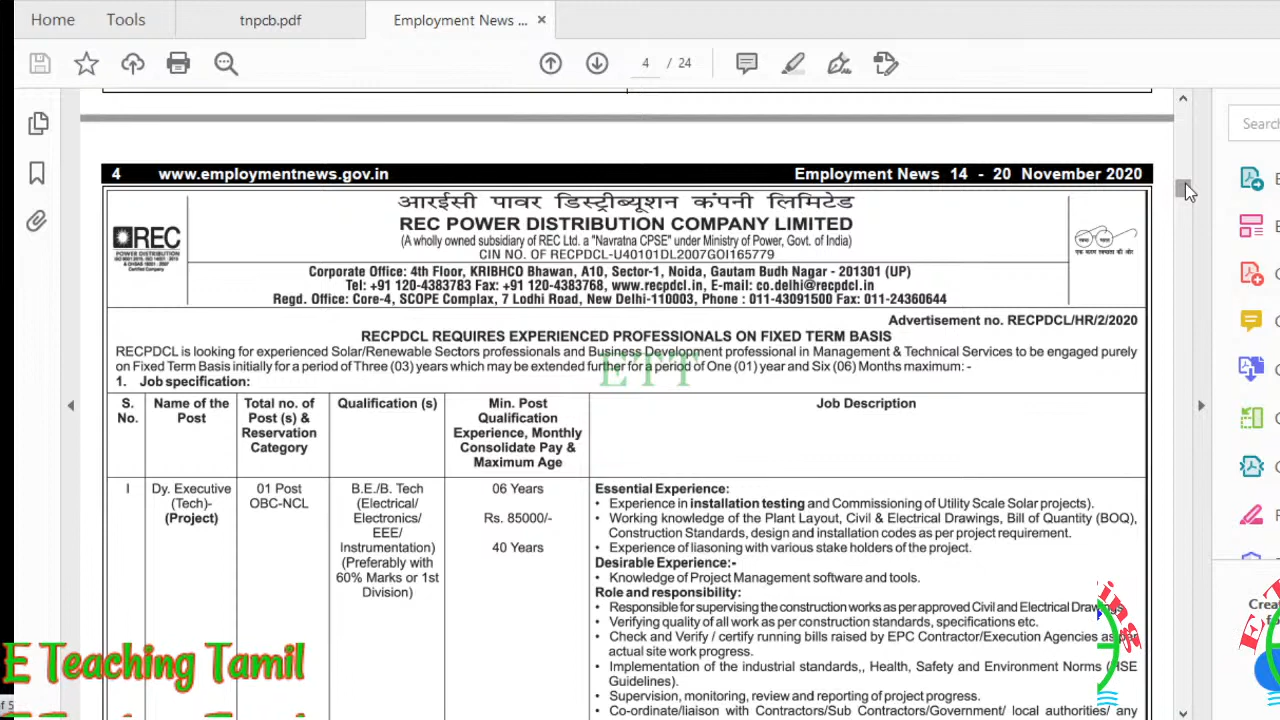 Home Tools tnpcb.pdf Employment News ... ×
4 / 24
Search
4 www.employmentnews.gov.in Employment News 14 - 20 November 2020
आरईसी पावर डिस्ट्रीब्यूशन कंपनी लिमिटेड
REC
POWER DISTRIBUTION
REC POWER DISTRIBUTION COMPANY LIMITED
(A wholly owned subsidiary of REC Ltd. a "Navratna CPSE" under Ministry of Power, Govt. of India)
CIN NO. OF RECPDCL-U40101DL2007GOI165779
एक कदम स्वच्छता की ओर
Corporate Office: 4th Floor, KRIBHCO Bhawan, A10, Sector-1, Noida, Gautam Budh Nagar - 201301 (UP)
Tel: +91 120-4383783 Fax: +91 120-4383768, www.recpdcl.in, E-mail: co.delhi@recpdcl.in
Regd. Office: Core-4, SCOPE Complax, 7 Lodhi Road, New Delhi-110003, Phone : 011-43091500 Fax: 011-24360644
Advertisement no. RECPDCL/HR/2/2020
RECPDCL REQUIRES EXPERIENCED PROFESSIONALS ON FIXED TERM BASIS
RECPDCL is looking for experienced Solar/Renewable Sectors professionals and Business Development professional in Management & Technical Services to be engaged purely
on Fixed Term Basis initially for a period of Three (03) years which may be extended further for a period of One (01) year and Six (06) Months maximum: -
ETT
1. Job specification:
S.
No.
Name of the
Post
Total no. of
Post (s) &
Reservation
Category
Qualification (s)
Min. Post
Qualification
Experience, Monthly
Consolidate Pay &
Maximum Age
Job Description
I
Dy. Executive
(Tech)-
(Project)
01 Post
OBC-NCL
B.E./B. Tech
(Electrical/
Electronics/
EEE/
Instrumentation)
(Preferably with
60% Marks or 1st
Division)
06 Years
Rs. 85000/-
40 Years
Essential Experience:
• Experience in installation testing and Commissioning of Utility Scale Solar projects).
• Working knowledge of the Plant Layout, Civil & Electrical Drawings, Bill of Quantity (BOQ),
Construction Standards, design and installation codes as per project requirement.
• Experience of liasoning with various stake holders of the project.
Desirable Experience:-
• Knowledge of Project Management software and tools.
Role and responsibility:
• Responsible for supervising the construction works as per approved Civil and Electrical Drawings.
• Verifying quality of all work as per construction standards, specifications etc.
• Check and Verify / certify running bills raised by EPC Contractor/Execution Agencies as per
actual site work progress.
• Implementation of the industrial standards,, Health, Safety and Environment Norms (HSE
Guidelines).
• Supervision, monitoring, review and reporting of project progress.
• Co-ordinate/liaison with Contractors/Sub Contractors/Government/ local authorities/ any
E Teaching Tamil
of 5